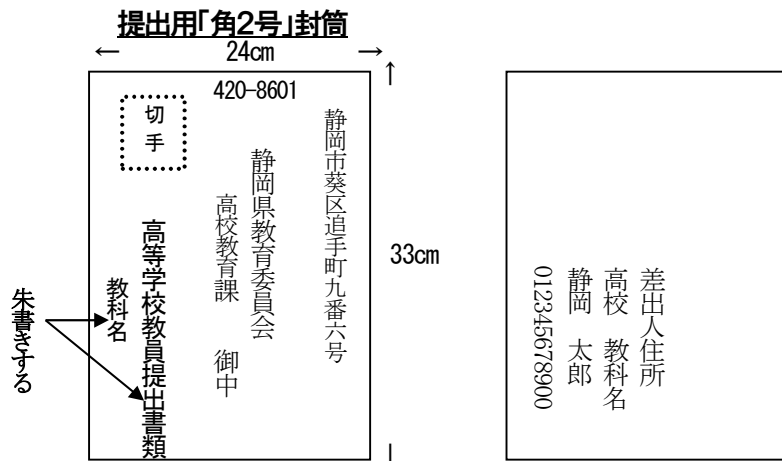 提出用「角2号」封筒
← 24cm →
切手
420-8601
静岡市葵区追手町九番六号
静岡県教育委員会
高校教育課　御中
高等学校教員提出書類
教科名
朱書きする
33cm
差出人住所
高校　教科名
静岡　太郎
012345678900